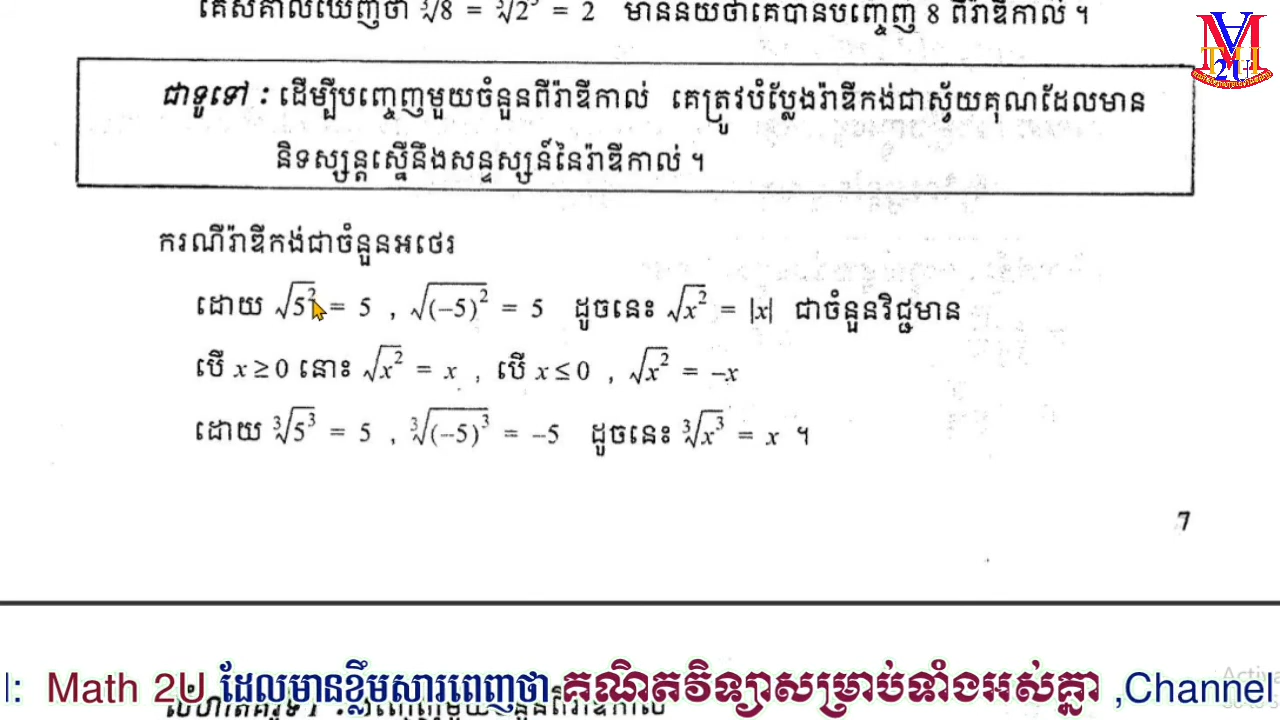 គេសង្កេតឃើញថា ∛8 = ∛2³ = 2 មានន័យថាគេបានបញ្ចេញ 8 ពីរ៉ាឌីកាល់ ។
ជាទូទៅ : ដើម្បីបញ្ចេញមួយចំនួនពីរ៉ាឌីកាល់ គេត្រូវបំប្លែងរ៉ាឌីកង់ជាស្វ័យគុណដែលមាន
និទស្សន្តស្មើនឹងសន្ទស្សន៍នៃរ៉ាឌីកាល់ ។
ករណីរ៉ាឌីកង់ជាចំនួនអថេរ
ដោយ √5² = 5 , √(−5)² = 5 ដូចនេះ √x² = |x| ជាចំនួនវិជ្ជមាន
បើ x ≥ 0 នោះ √x² = x , បើ x ≤ 0 , √x² = −x
ដោយ ∛5³ = 5 , ∛(−5)³ = −5 ដូចនេះ ∛x³ = x ។
7
: Math 2U ដែលមានខ្លឹមសារពេញថា គណិតវិទ្យាសម្រាប់ទាំងអស់គ្នា ,Channel